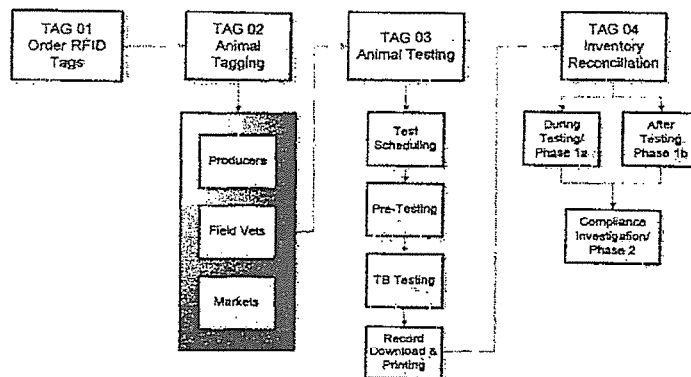 TAG 01
Order RFID
Tags
TAG 02
Animal
Tagging
Producers
Field Vets
Markets
TAG 03
Animal Testing
Test
Scheduling
Pre-Testing
TB Testing
Record
Download &
Printing
TAG 04
Inventory
Reconciliation
During
Testing/
Phase 1a
After
Testing
Phase 1b
Compliance
Investigation/
Phase 2